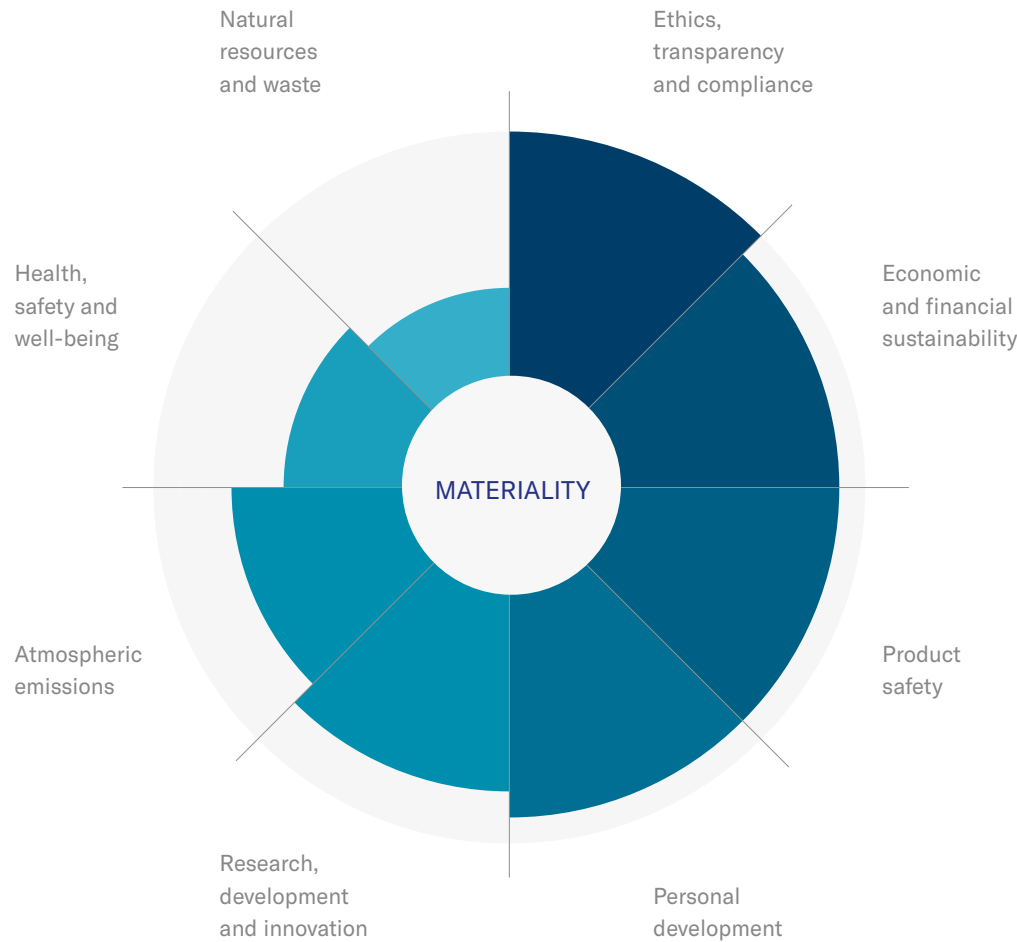 Natural
resources
and waste
Ethics,
transparency
and compliance
Health,
safety and
well-being
Economic
and financial
sustainability
MATERIALITY
Atmospheric
emissions
Product
safety
Research,
development
and innovation
Personal
development